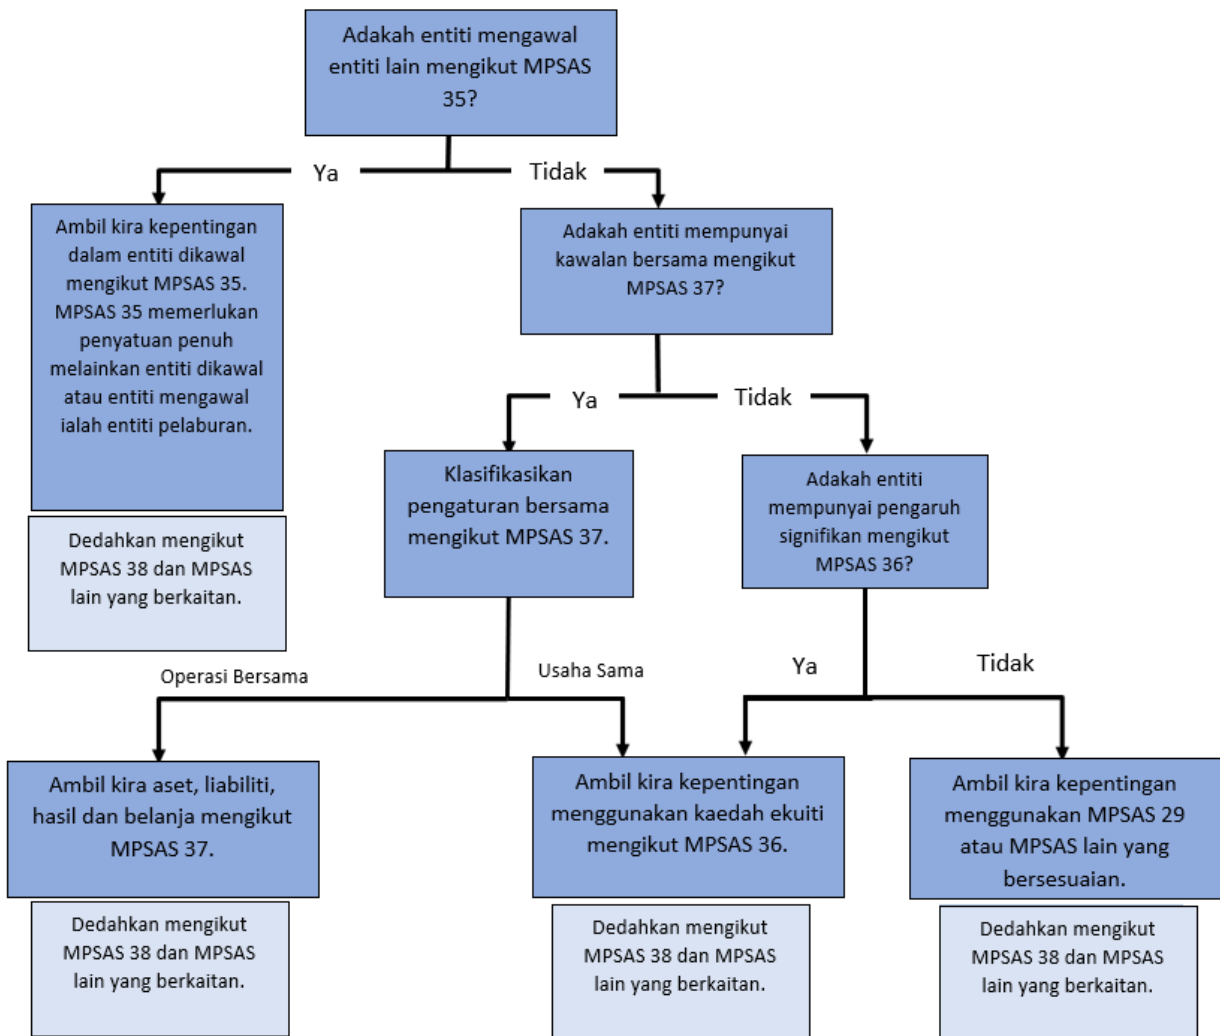 Adakah entiti mengawal
entiti lain mengikut MPSAS
35?
Ya
Tidak
Ambil kira kepentingan
dalam entiti dikawal
mengikut MPSAS 35.
MPSAS 35 memerlukan
penyatuan penuh
melainkan entiti dikawal
atau entiti mengawal
ialah entiti pelaburan.
Dedahkan mengikut
MPSAS 38 dan MPSAS
lain yang berkaitan.
Adakah entiti mempunyai
kawalan bersama mengikut
MPSAS 37?
Ya
Tidak
Klasifikasikan
pengaturan bersama
mengikut MPSAS 37.
Adakah entiti
mempunyai pengaruh
signifikan mengikut
MPSAS 36?
Operasi Bersama
Usaha Sama
Ya
Tidak
Ambil kira aset, liabiliti,
hasil dan belanja mengikut
MPSAS 37.
Dedahkan mengikut
MPSAS 38 dan MPSAS
lain yang berkaitan.
Ambil kira kepentingan
menggunakan kaedah ekuiti
mengikut MPSAS 36.
Dedahkan mengikut
MPSAS 38 dan MPSAS
lain yang berkaitan.
Ambil kira kepentingan
menggunakan MPSAS 29
atau MPSAS lain yang
bersesuaian.
Dedahkan mengikut
MPSAS 38 dan MPSAS
lain yang berkaitan.